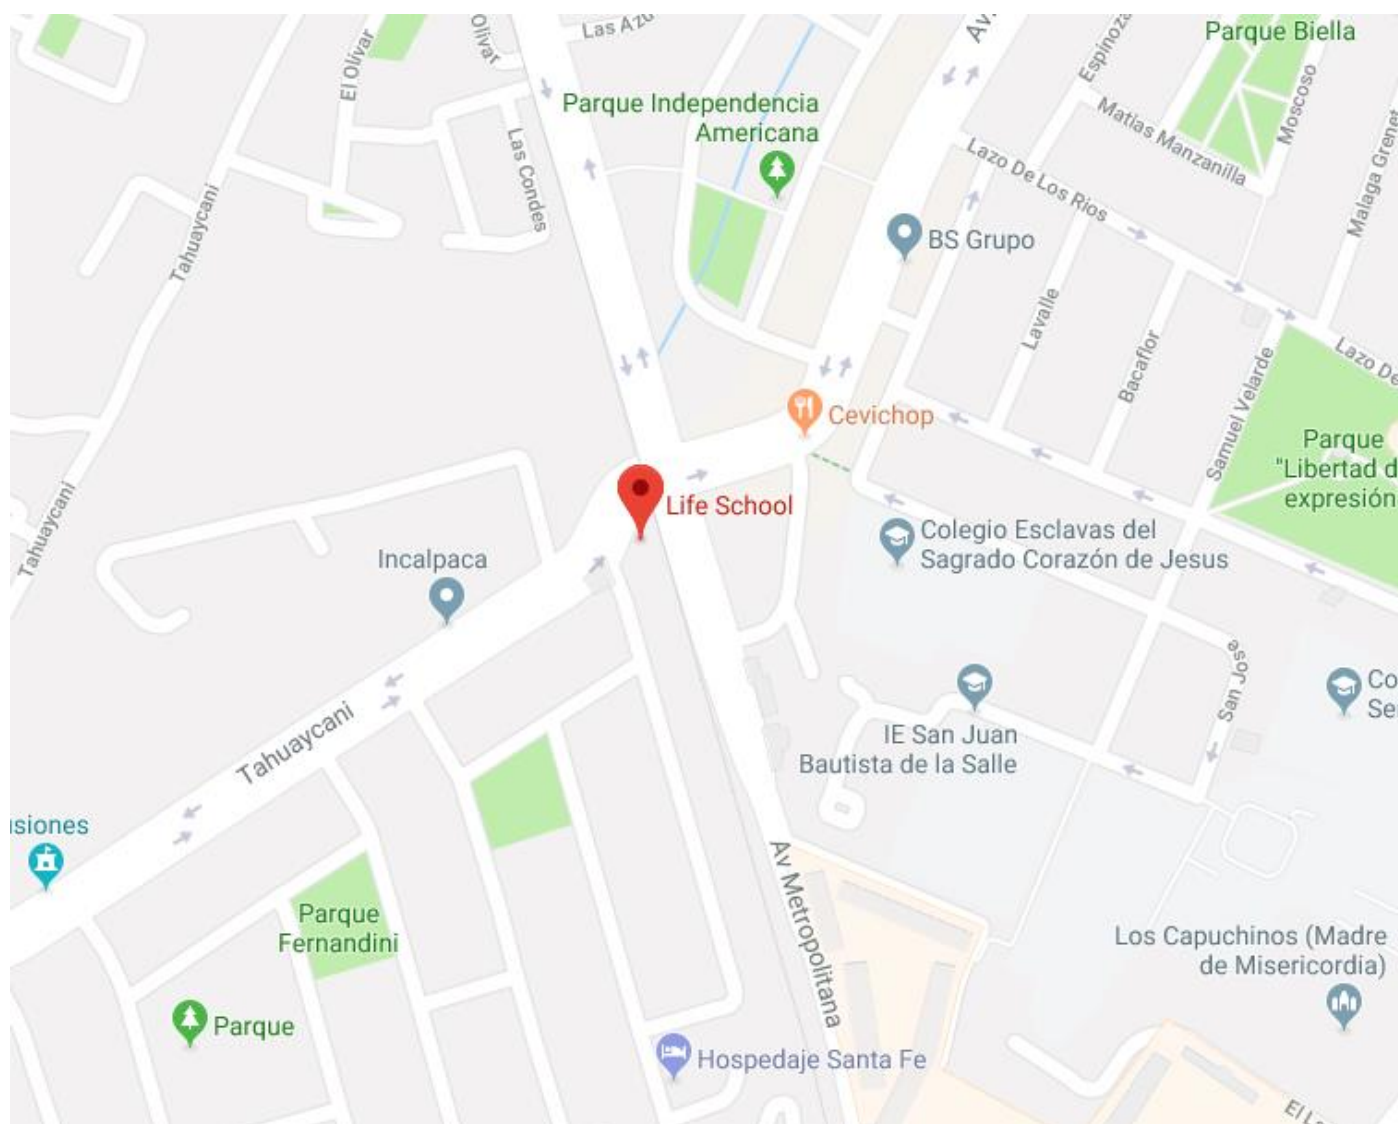 Olivar
Las Azu
Av.
Parque Biella
El Olivar
Espinoza
Parque Independencia
Americana
Matias Manzanilla
Moscoso
Malaga Grenet
Las Condes
Lazo De Los Rios
Tahuaycani
BS Grupo
Lavalle
Bacaflor
Samuel Velarde
Lazo De
Cevichop
Parque
"Libertad d
expresión
Tahuaycani
Life School
Incalpaca
Colegio Esclavas del
Sagrado Corazón de Jesus
San Jose
Co
Se
IE San Juan
Bautista de la Salle
Tahuaycani
siones
Av Metropolitana
Parque
Fernandini
Los Capuchinos (Madre
de Misericordia)
Parque
Hospedaje Santa Fe